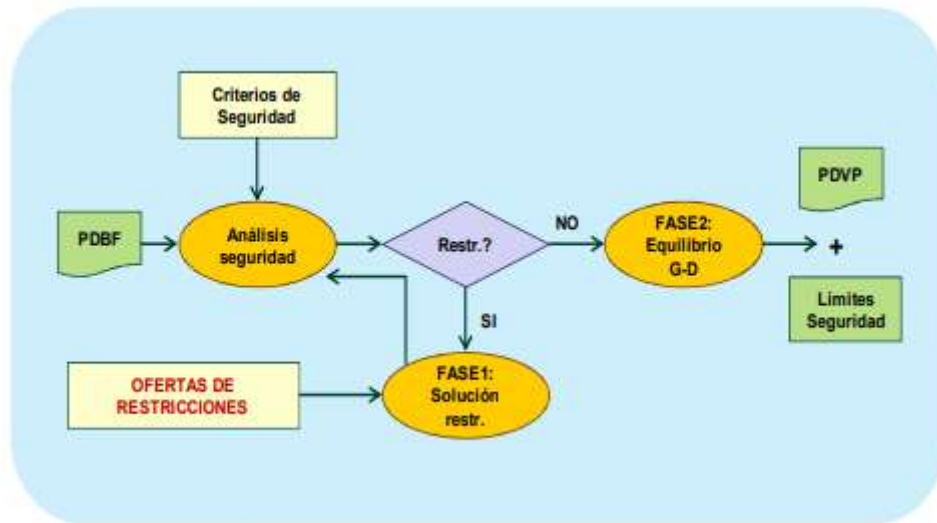 Criterios de
Seguridad
PDVP
PDBF
Análisis
seguridad
Restr.?
NO
FASE2:
Equilibrio
G-D
+
SI
Limites
Seguridad
OFERTAS DE
RESTRICCIONES
FASE1:
Solución
restr.